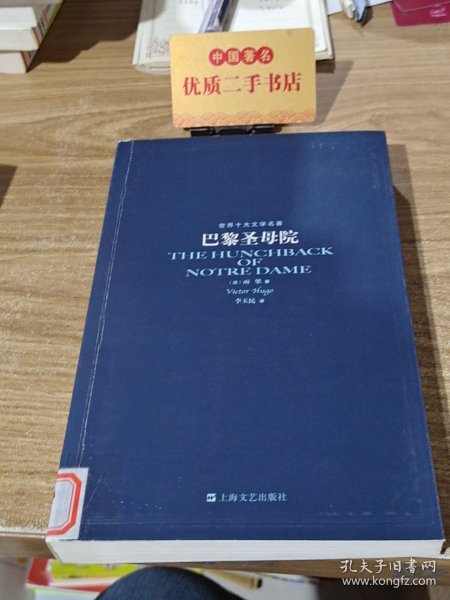 中国著名
优质二手书店
世界十大文学名著
巴黎圣母院
THE HUNCHBACK
OF
NOTRE DAME
〔法〕雨果 著
Victor Hugo
李玉民 译
上海文艺出版社
孔夫子旧书网
www.kongfz.com